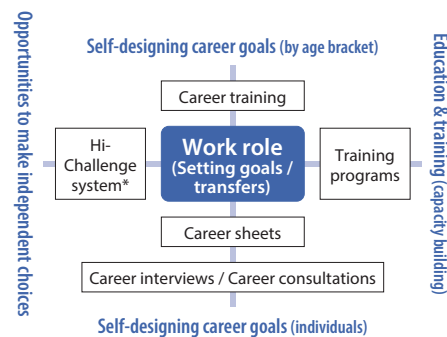 Self-designing career goals (by age bracket)
Opportunities to make independent choices
Education & training (capacity building)
Career training
Hi-
Challenge
system*
Work role
(Setting goals /
transfers)
Training
programs
Career sheets
Career interviews / Career consultations
Self-designing career goals (individuals)